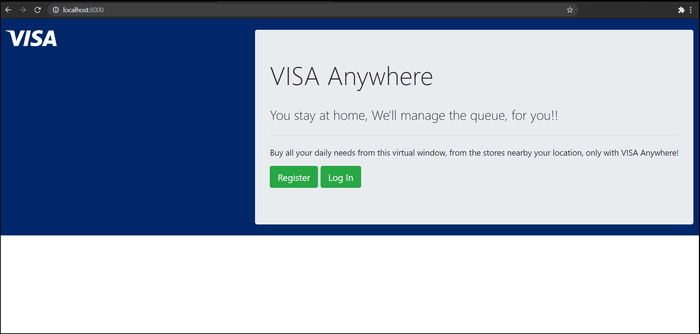 localhost:8000
VISA
VISA Anywhere
You stay at home, We'll manage the queue, for you!!
Buy all your daily needs from this virtual window, from the stores nearby your location, only with VISA Anywhere!
Register Log In